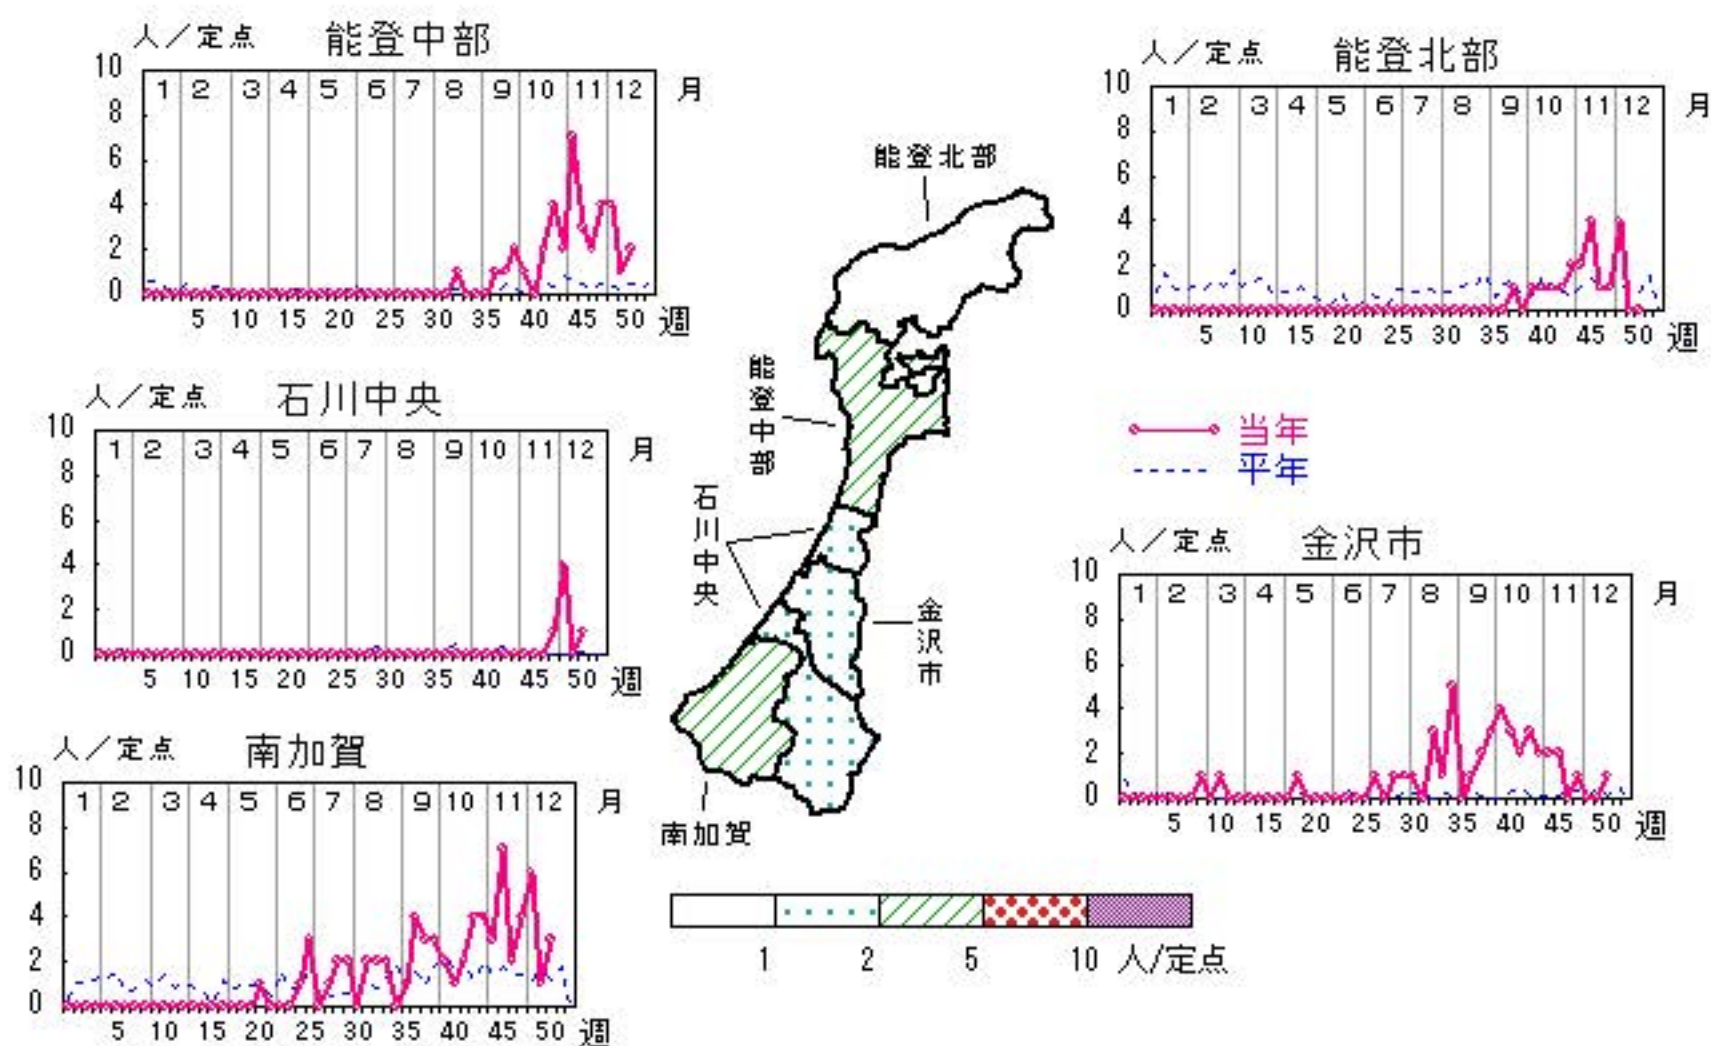 人／定点 能登中部
10 8 6 4 2 0
1 2 3 4 5 6 7 8 9 10 11 12 月
5 10 15 20 25 30 35 40 45 50 週
人／定点 能登北部
10 8 6 4 2 0
1 2 3 4 5 6 7 8 9 10 11 12 月
5 10 15 20 25 30 35 40 45 50 週
人／定点 石川中央
10 8 6 4 2 0
1 2 3 4 5 6 7 8 9 10 11 12 月
5 10 15 20 25 30 35 40 45 50 週
能登北部
能登中部
石川中央
金沢市
南加賀
当年
平年
人／定点 金沢市
10 8 6 4 2 0
1 2 3 4 5 6 7 8 9 10 11 12 月
5 10 15 20 25 30 35 40 45 50 週
人／定点 南加賀
10 8 6 4 2 0
1 2 3 4 5 6 7 8 9 10 11 12 月
5 10 15 20 25 30 35 40 45 50 週
1 2 5 10 人/定点